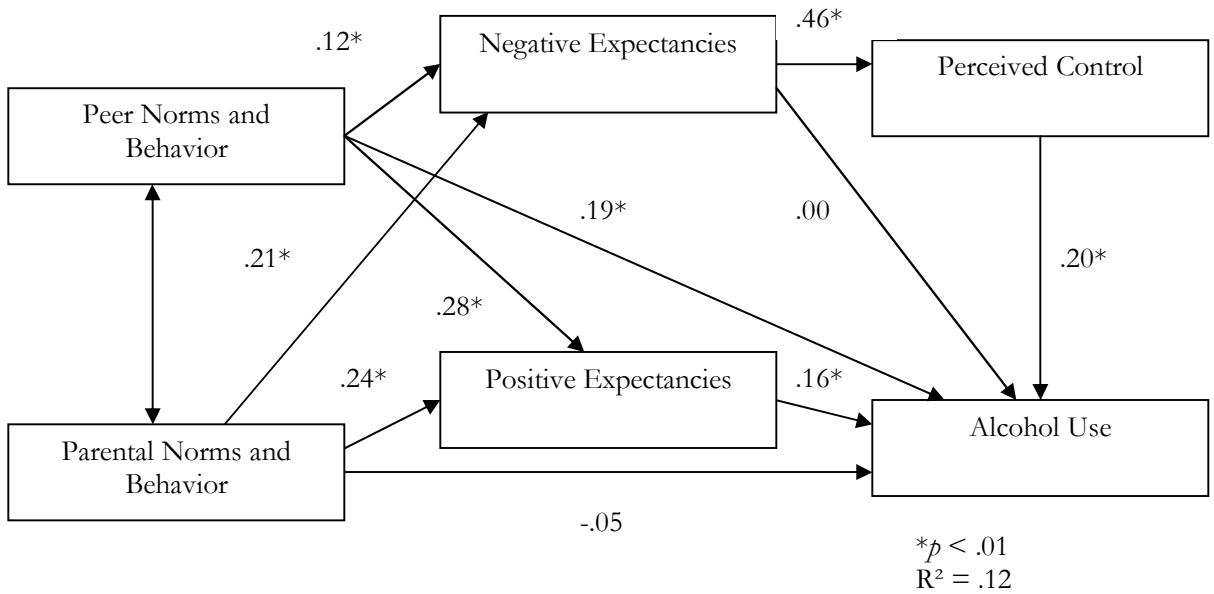 .12*
Negative Expectancies
.46*
Perceived Control
Peer Norms and
Behavior
.21*
.19*
.00
.20*
.28*
.24*
Positive Expectancies
.16*
Parental Norms and
Behavior
Alcohol Use
-.05
*p < .01
R² = .12